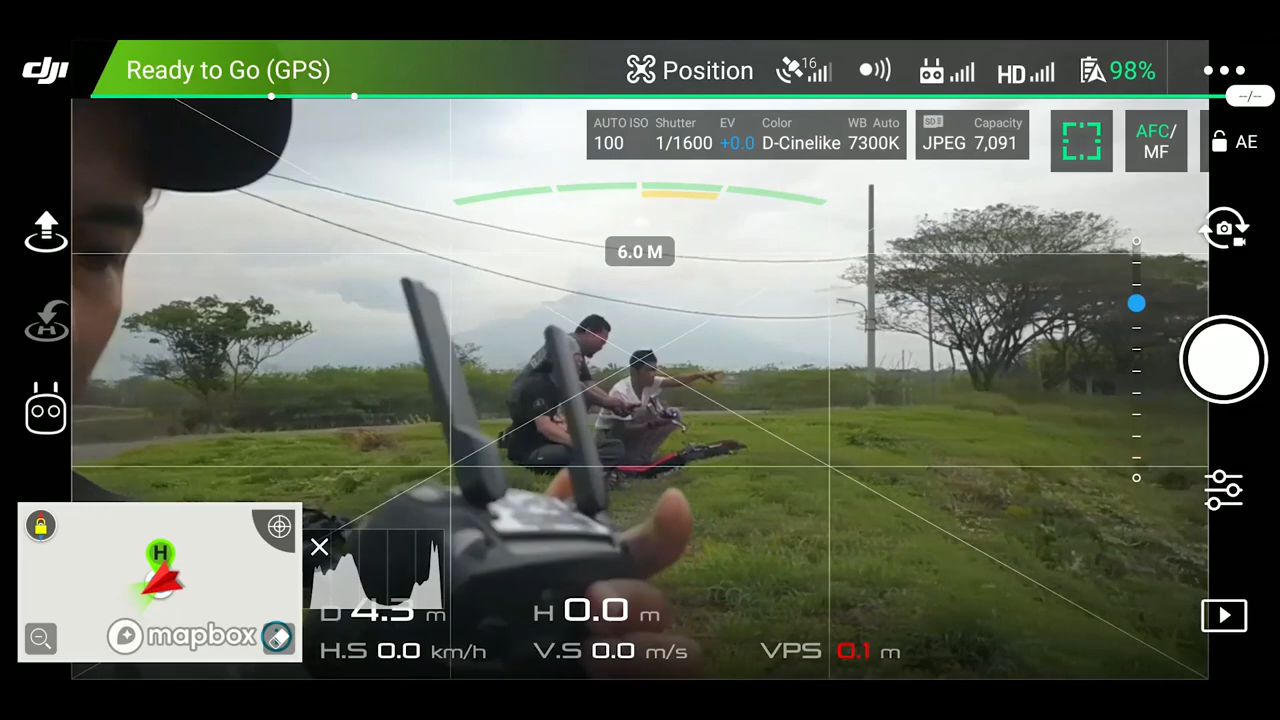 dji
Ready to Go (GPS)
Position
16
HD
98%
--/--
AUTO ISO Shutter EV Color WB Auto
100 1/1600 +0.0 D-Cinelike 7300K
SD Capacity
JPEG 7,091
AFC/
MF
AE
6.0 M
H
H
mapbox
D 4.3 m
H 0.0 m
H.S 0.0 km/h
V.S 0.0 m/s
VPS 0.1 m